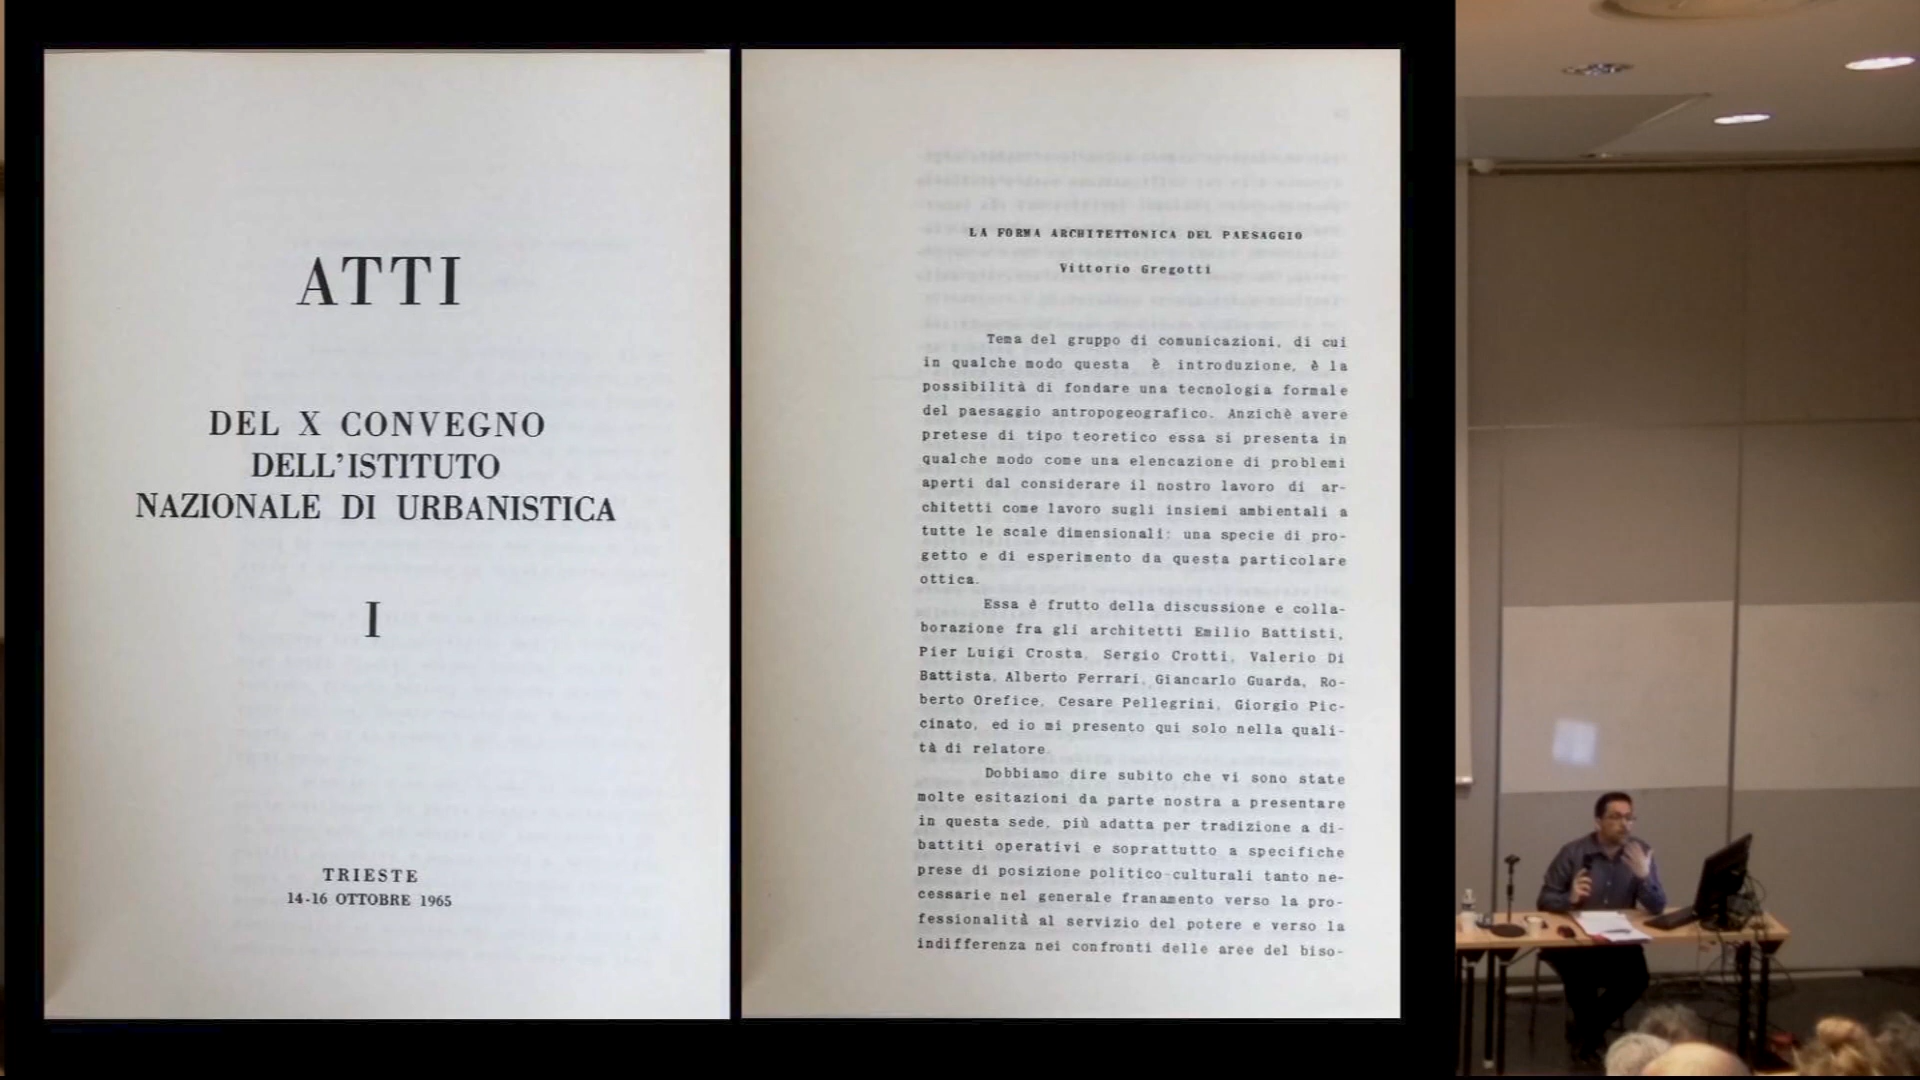 ATTI
DEL X CONVEGNO
DELL'ISTITUTO
NAZIONALE DI URBANISTICA
I
TRIESTE
14-16 OTTOBRE 1965
LA FORMA ARCHITETTONICA DEL PAESAGGIO
Vittorio Gregotti
Tema del gruppo di comunicazioni, di cui
in qualche modo questa è introduzione, è la
possibilità di fondare una tecnologia formale
del paesaggio antropogeografico. Anzichè avere
pretese di tipo teoretico essa si presenta in
qualche modo come una elencazione di problemi
aperti dal considerare il nostro lavoro di ar-
chitetti come lavoro sugli insiemi ambientali a
tutte le scale dimensionali: una specie di pro-
getto e di esperimento da questa particolare
ottica.
Essa è frutto della discussione e colla-
borazione fra gli architetti Emilio Battisti,
Pier Luigi Crosta, Sergio Crotti, Valerio Di
Battista, Alberto Ferrari, Giancarlo Guarda, Ro-
berto Orefice, Cesare Pellegrini, Giorgio Pic-
cinato, ed io mi presento qui solo nella quali-
tà di relatore.
Dobbiamo dire subito che vi sono state
molte esitazioni da parte nostra a presentare
in questa sede, più adatta per tradizione a di-
battiti operativi e soprattutto a specifiche
prese di posizione politico-culturali tanto ne-
cessarie nel generale franamento verso la pro-
fessionalità al servizio del potere e verso la
indifferenza nei confronti delle aree del biso-